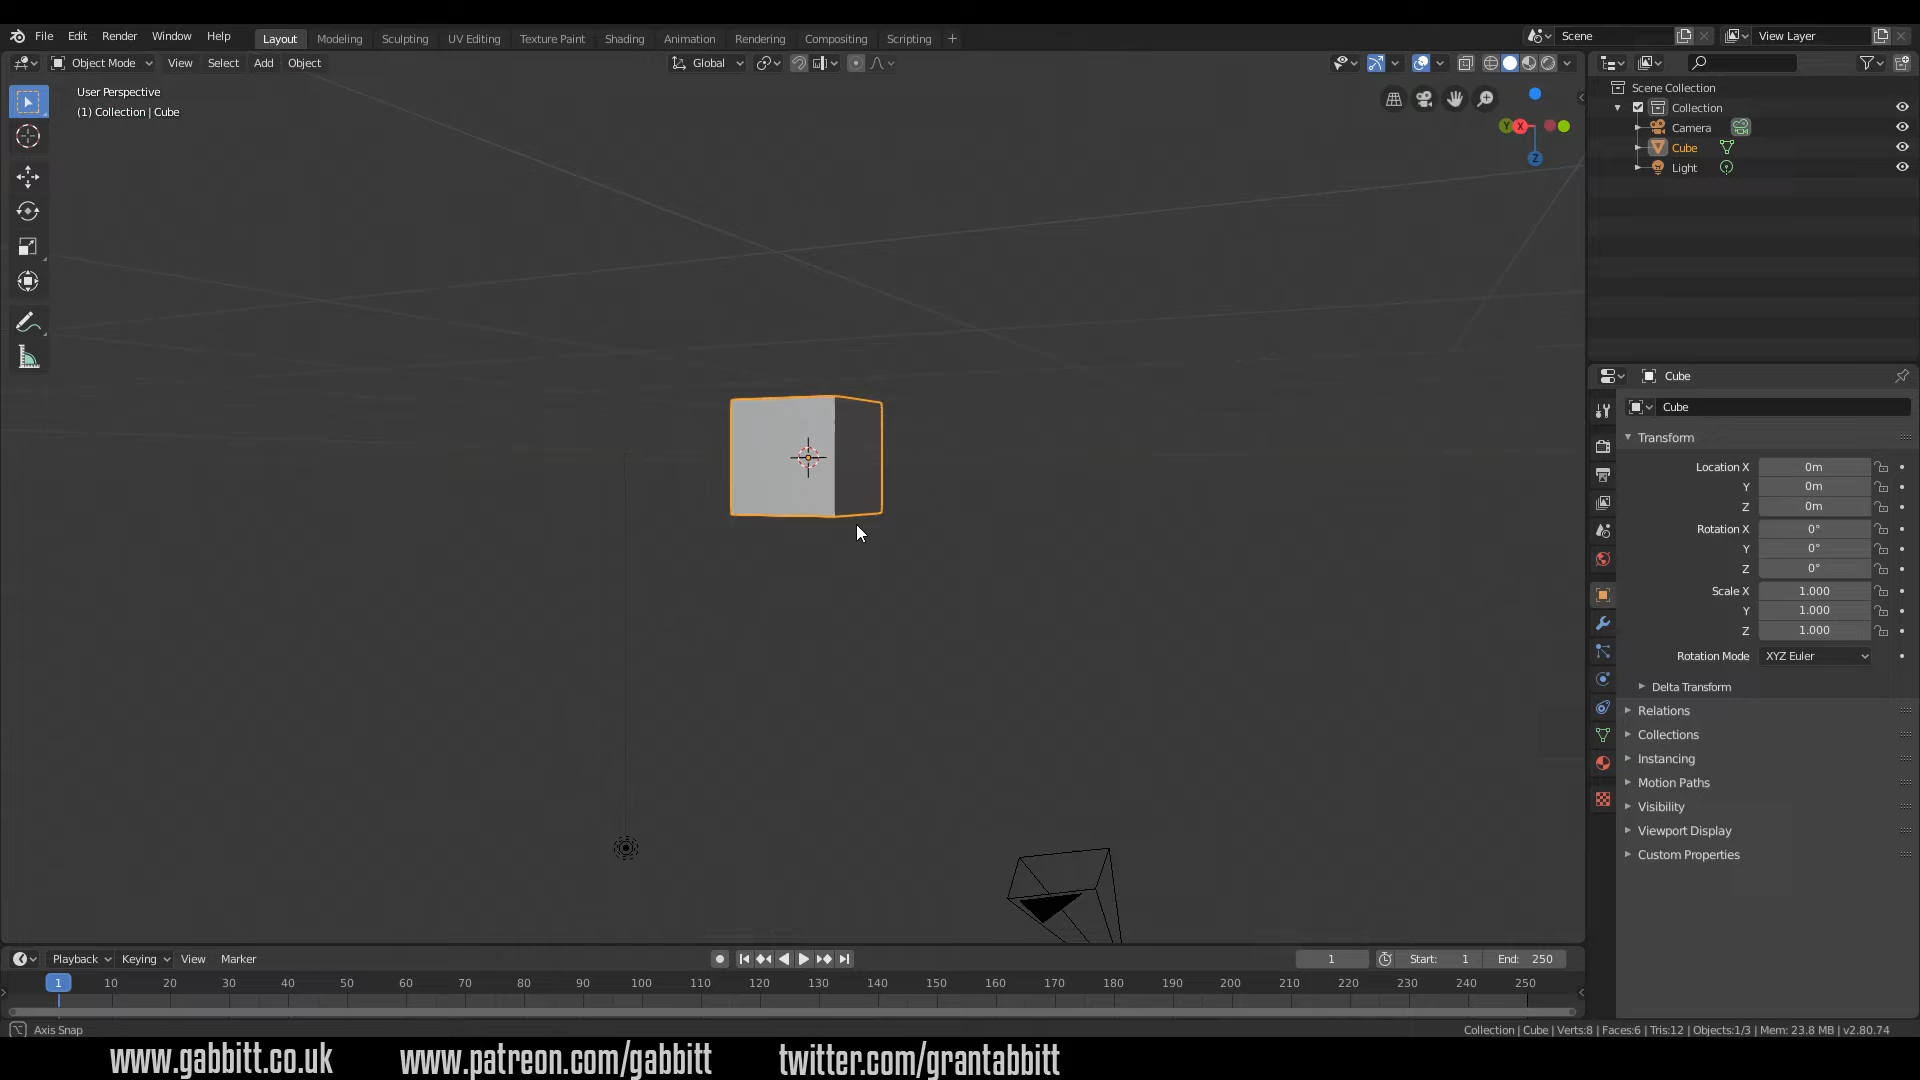 File Edit Render Window Help Layout Modeling Sculpting UV Editing Texture Paint Shading Animation Rendering Compositing Scripting + Scene View Layer
Object Mode View Select Add Object Global
User Perspective
(1) Collection | Cube
Y X
Z
Scene Collection
Collection
Camera
Cube
Light
Cube
Cube
Transform
Location X 0m
Y 0m
Z 0m
Rotation X 0°
Y 0°
Z 0°
Scale X 1.000
Y 1.000
Z 1.000
Rotation Mode XYZ Euler
Delta Transform
Relations
Collections
Instancing
Motion Paths
Visibility
Viewport Display
Custom Properties
Playback Keying View Marker 1 Start: 1 End: 250
1 10 20 30 40 50 60 70 80 90 100 110 120 130 140 150 160 170 180 190 200 210 220 230 240 250
Axis Snap Collection | Cube | Verts:8 | Faces:6 | Tris:12 | Objects:1/3 | Mem: 23.8 MB | v2.80.74
www.gabbitt.co.uk www.patreon.com/gabbitt twitter.com/grantabbitt